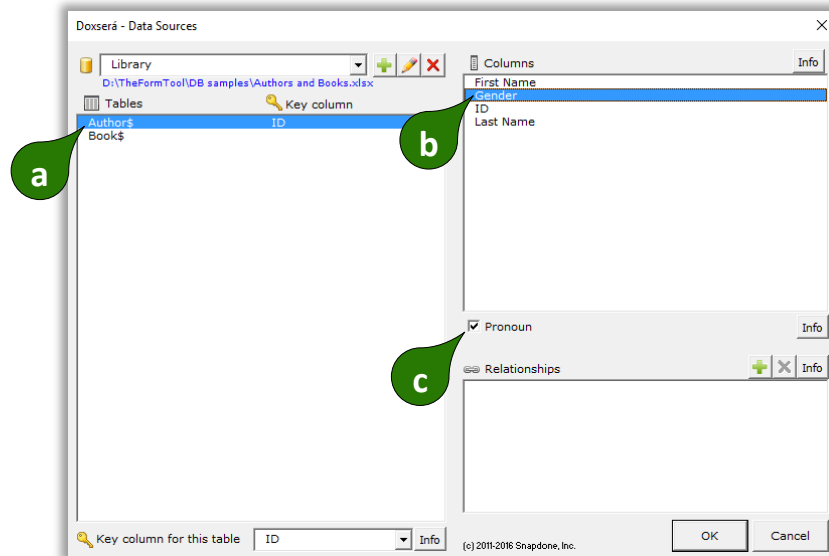 Doxserá - Data Sources
Library
D:\TheFormTool\DB samples\Authors and Books.xlsx
Tables Key column
Author$ ID
Book$
a
Columns Info
First Name
Gender
ID
Last Name
b
Pronoun Info
c
Relationships Info
Key column for this table ID Info
(c) 2011-2016 Snapdone, Inc.
OK Cancel